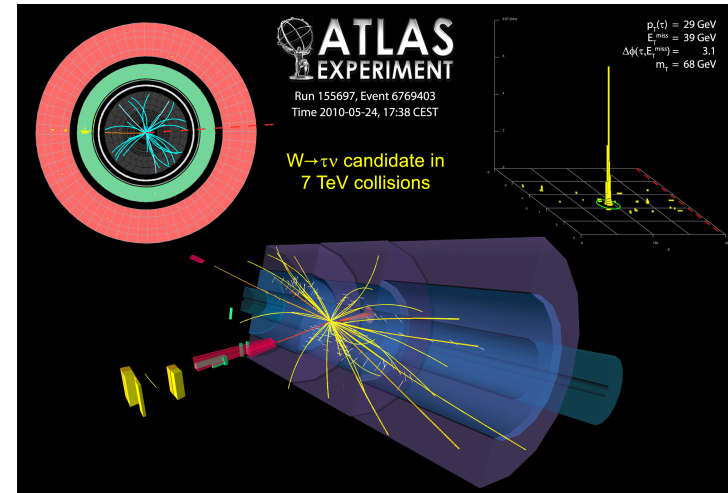 ATLAS
EXPERIMENT
Run 155697, Event 6769403
Time 2010-05-24, 17:38 CEST
W→τν candidate in
7 TeV collisions
p_T(τ) = 29 GeV
E_T^miss = 39 GeV
Δϕ(τ,E_T^miss) = 3.1
m_T = 68 GeV